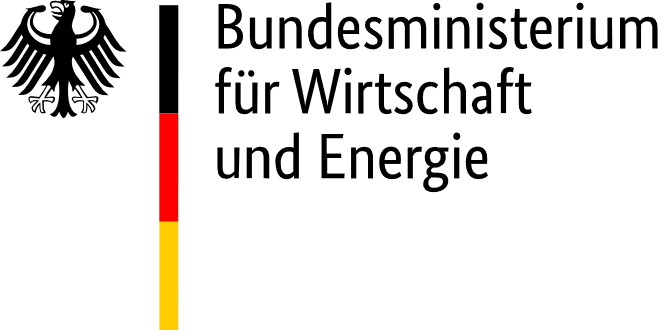 Bundesministerium
für Wirtschaft
und Energie